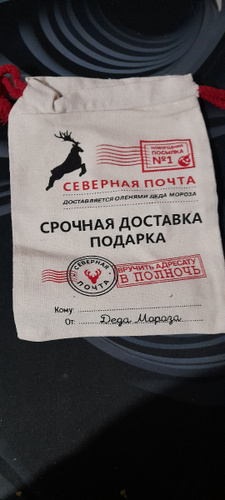 НОВОГОДНЯЯ
ПОСЫЛКА
№1
СЕВЕРНАЯ ПОЧТА
ДОСТАВЛЯЕТСЯ ОЛЕНЯМИ ДЕДА МОРОЗА
СРОЧНАЯ ДОСТАВКА
ПОДАРКА
СЕВЕРНАЯ
ПОЧТА
ВРУЧИТЬ АДРЕСАТУ
В ПОЛНОЧЬ
Кому:
От: Деда Мороза